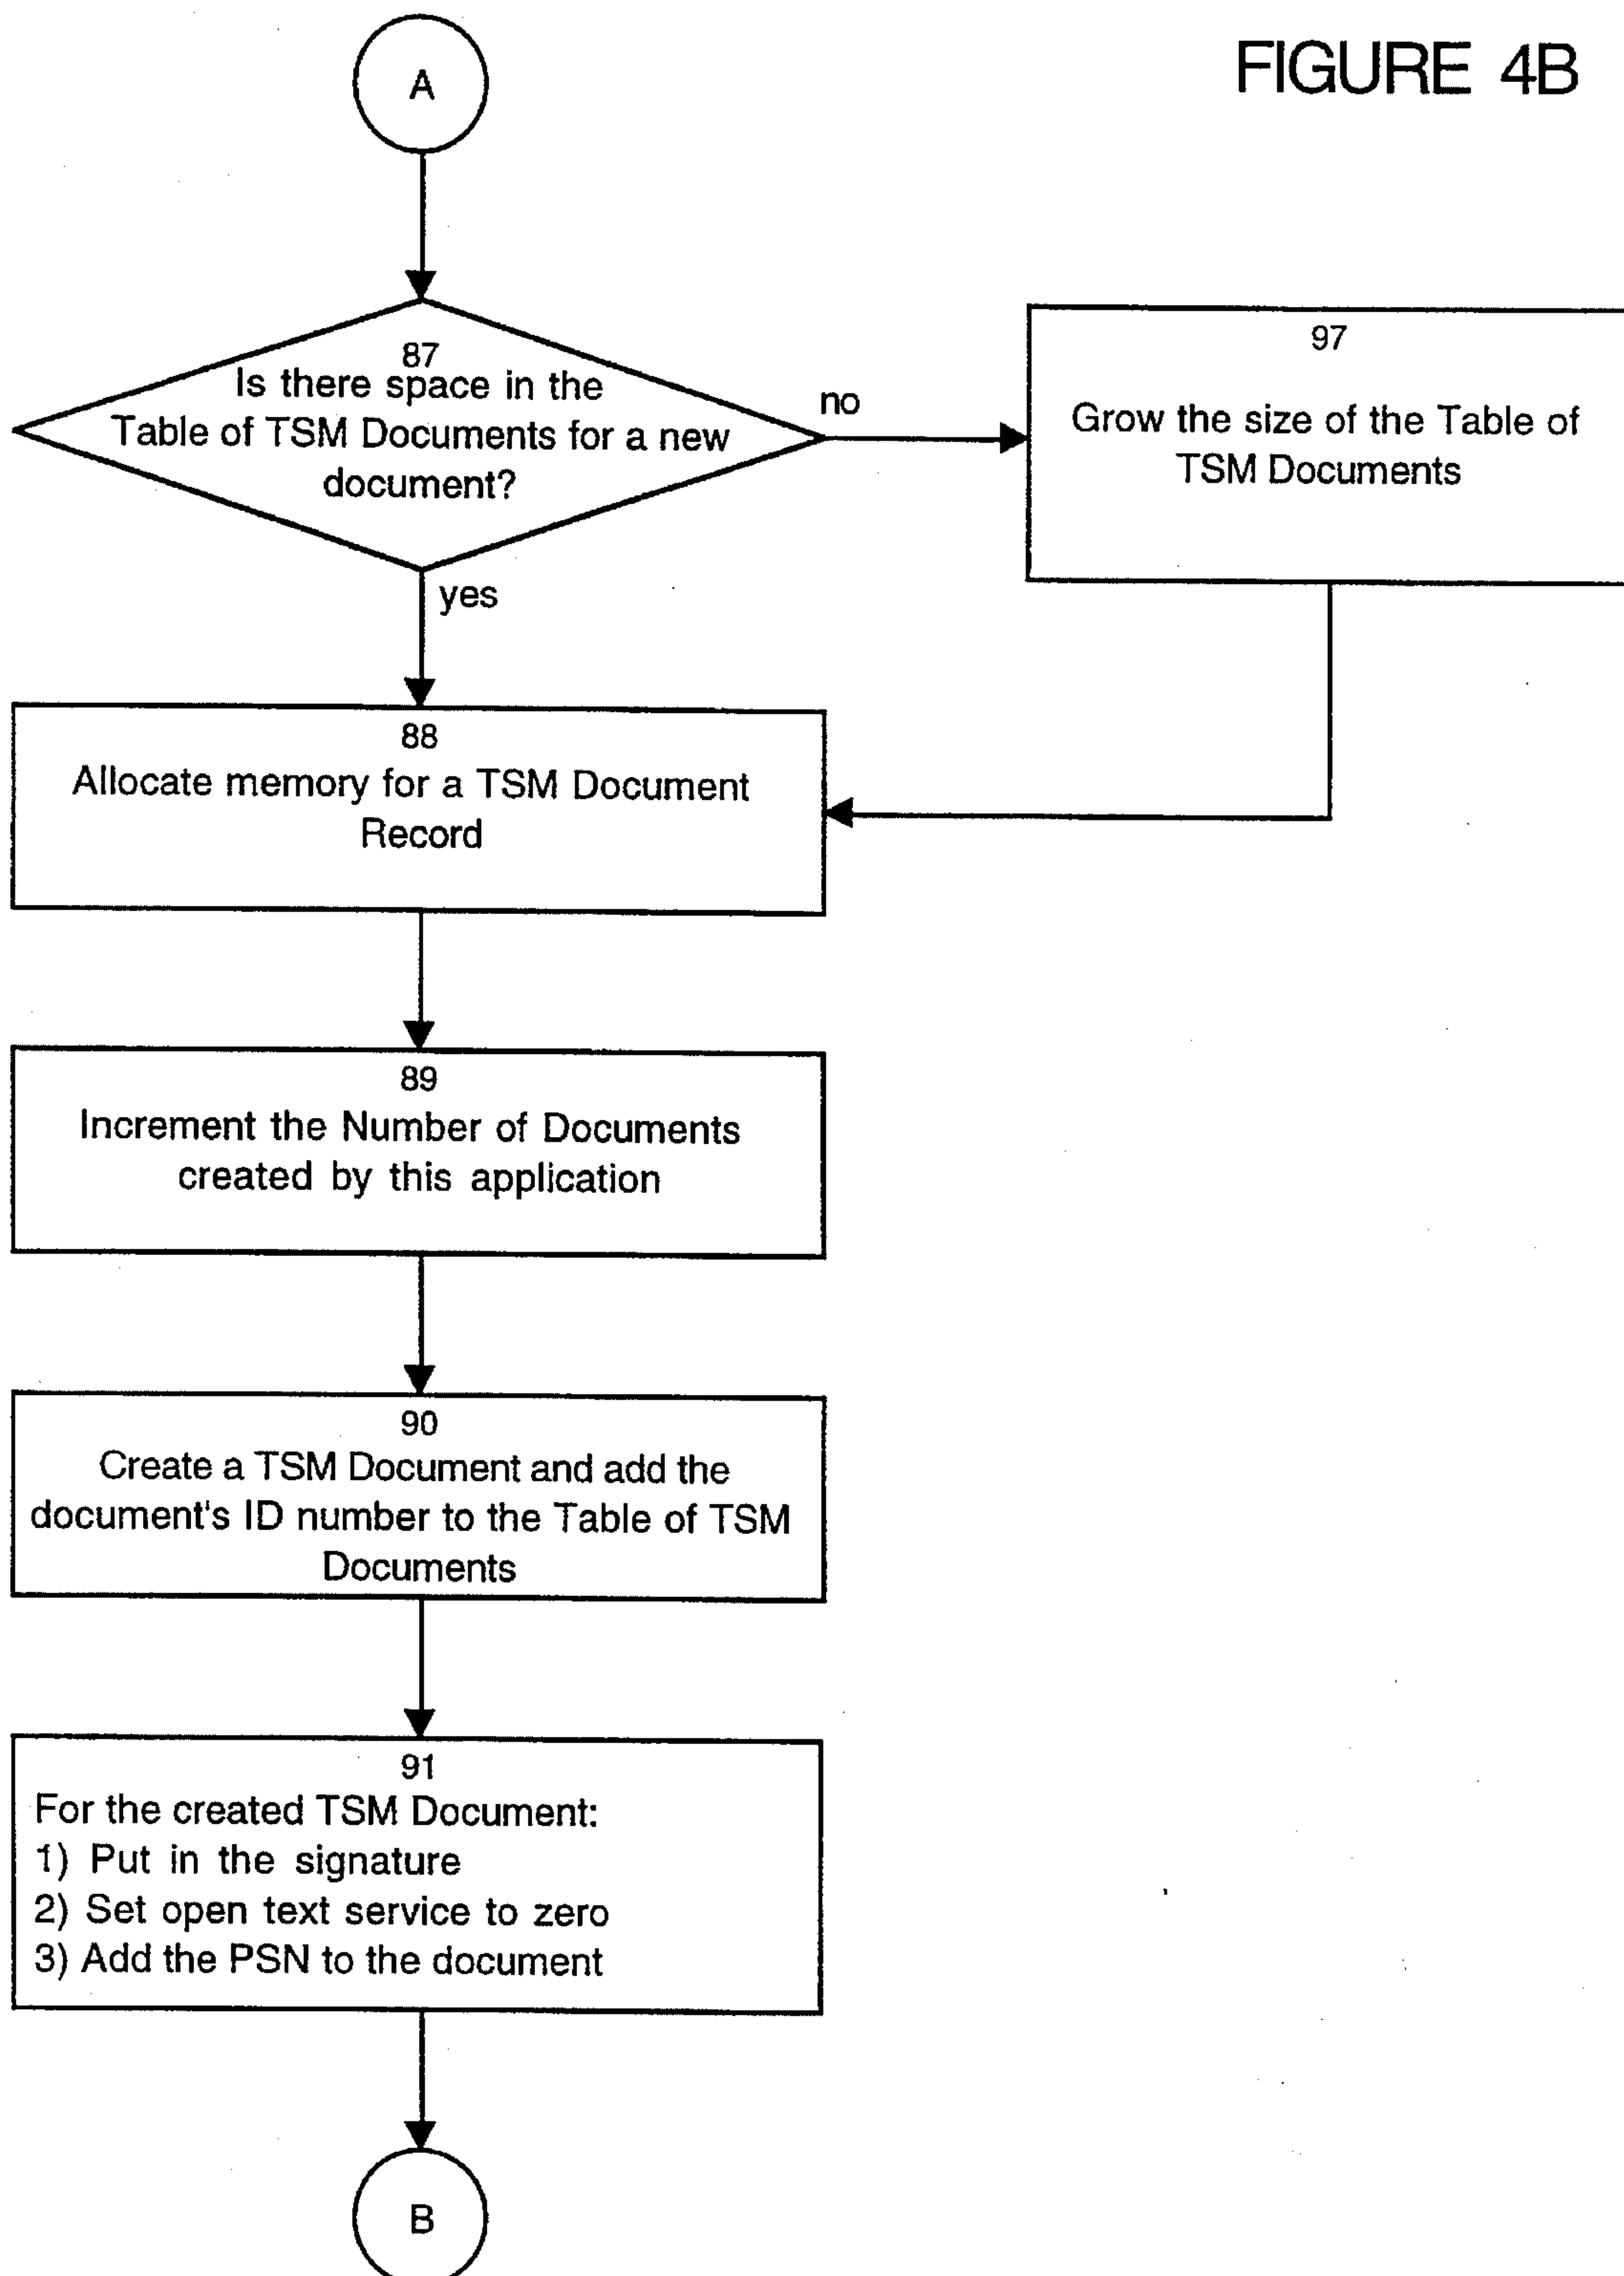 FIGURE 4B
A
87
Is there space in the
Table of TSM Documents for a new
document?
no
yes
97
Grow the size of the Table of
TSM Documents
88
Allocate memory for a TSM Document
Record
89
Increment the Number of Documents
created by this application
90
Create a TSM Document and add the
document's ID number to the Table of TSM
Documents
91
For the created TSM Document:
1) Put in the signature
2) Set open text service to zero
3) Add the PSN to the document
B